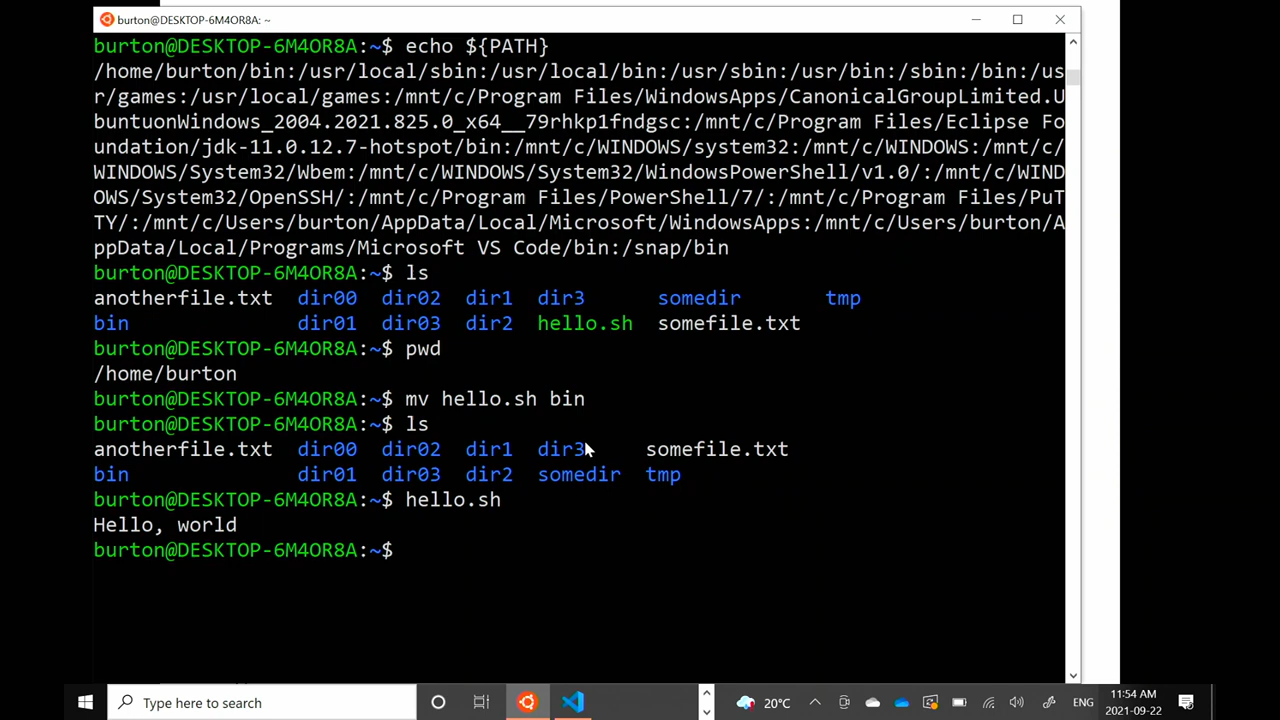 burton@DESKTOP-6M4OR8A: ~
burton@DESKTOP-6M4OR8A:~$ echo ${PATH}
/home/burton/bin:/usr/local/sbin:/usr/local/bin:/usr/sbin:/usr/bin:/sbin:/bin:/us
r/games:/usr/local/games:/mnt/c/Program Files/WindowsApps/CanonicalGroupLimited.U
buntuonWindows_2004.2021.825.0_x64__79rhkp1fndgsc:/mnt/c/Program Files/Eclipse Fo
undation/jdk-11.0.12.7-hotspot/bin:/mnt/c/WINDOWS/system32:/mnt/c/WINDOWS:/mnt/c/
WINDOWS/System32/Wbem:/mnt/c/WINDOWS/System32/WindowsPowerShell/v1.0/:/mnt/c/WIND
OWS/System32/OpenSSH/:/mnt/c/Program Files/PowerShell/7/:/mnt/c/Program Files/PuT
TY/:/mnt/c/Users/burton/AppData/Local/Microsoft/WindowsApps:/mnt/c/Users/burton/A
ppData/Local/Programs/Microsoft VS Code/bin:/snap/bin
burton@DESKTOP-6M4OR8A:~$ ls
anotherfile.txt dir00 dir02 dir1 dir3 somedir tmp
bin dir01 dir03 dir2 hello.sh somefile.txt
burton@DESKTOP-6M4OR8A:~$ pwd
/home/burton
burton@DESKTOP-6M4OR8A:~$ mv hello.sh bin
burton@DESKTOP-6M4OR8A:~$ ls
anotherfile.txt dir00 dir02 dir1 dir3 somefile.txt
bin dir01 dir03 dir2 somedir tmp
burton@DESKTOP-6M4OR8A:~$ hello.sh
Hello, world
burton@DESKTOP-6M4OR8A:~$
Type here to search
20°C
ENG
11:54 AM
2021-09-22